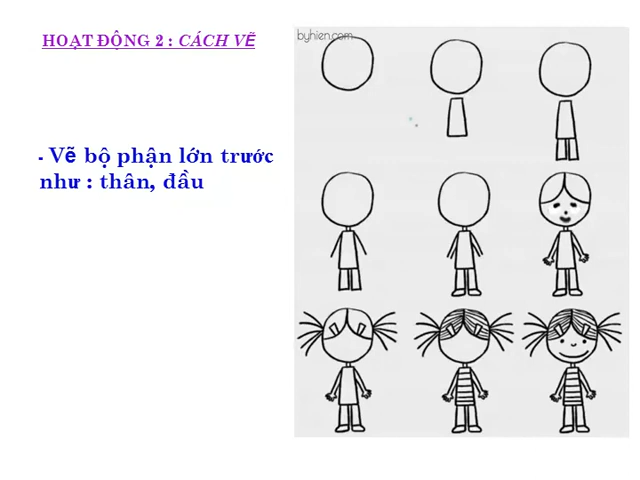 HOẠT ĐỘNG 2 : CÁCH VẼ
byhien.com
- Vẽ bộ phận lớn trước
như : thân, đầu